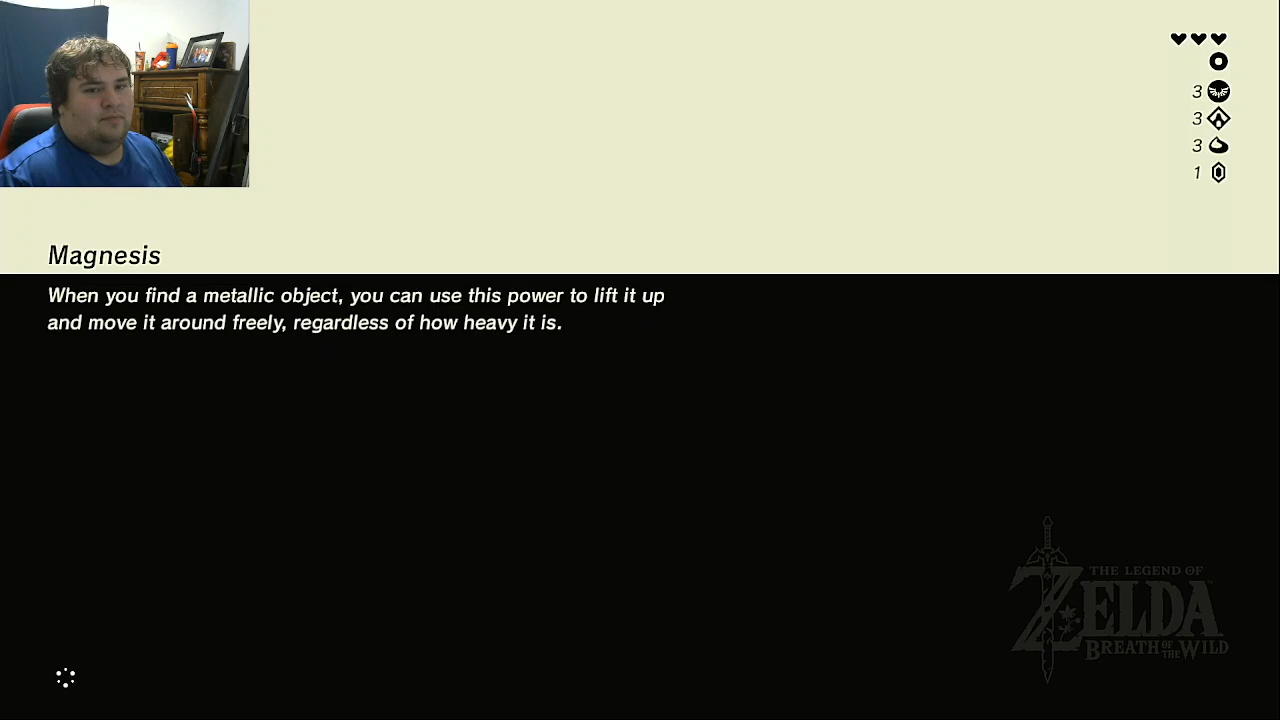 3
3
3
1
Magnesis
When you find a metallic object, you can use this power to lift it up
and move it around freely, regardless of how heavy it is.
THE LEGEND OF
ZELDA
BREATH OF THE WILD